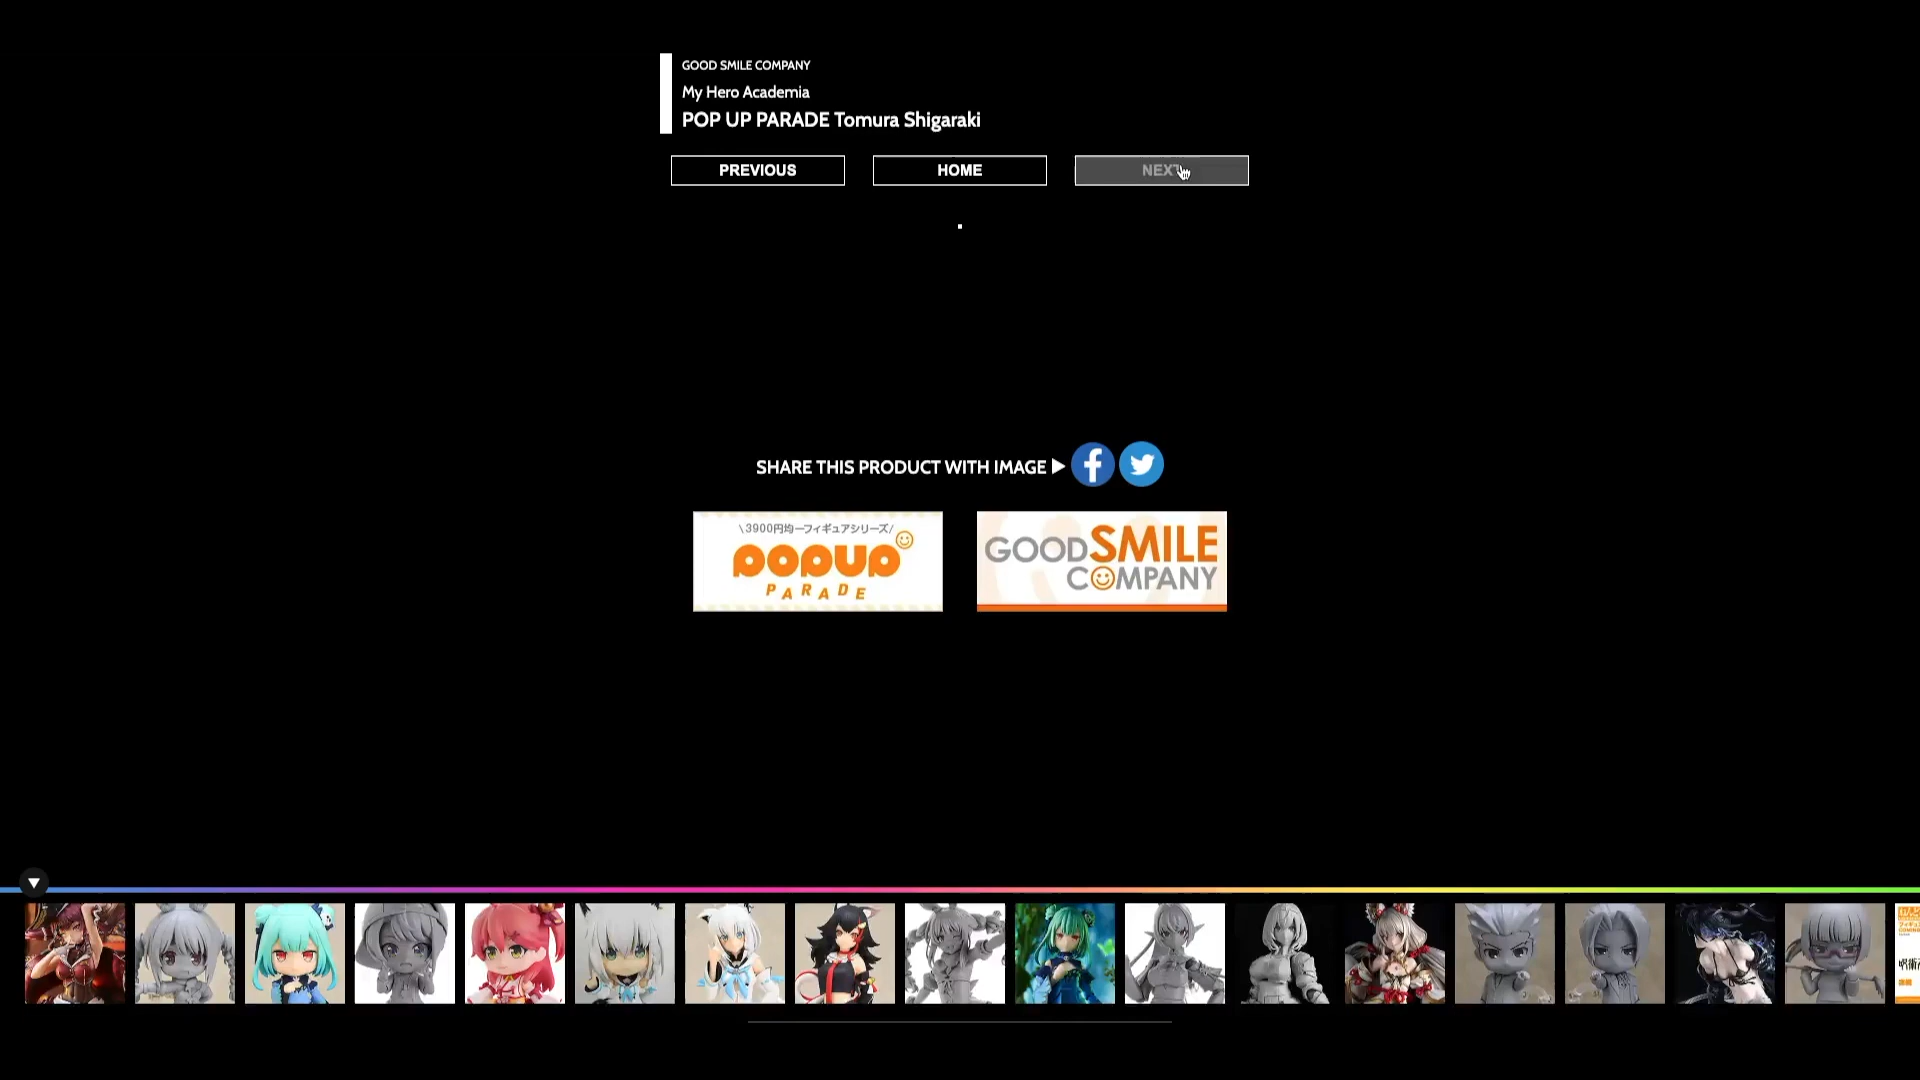 GOOD SMILE COMPANY
My Hero Academia
POP UP PARADE Tomura Shigaraki
PREVIOUS
HOME
NEXT
SHARE THIS PRODUCT WITH IMAGE
\3900円均一フィギュアシリーズ/
POPUP
PARADE
GOOD SMILE
COMPANY